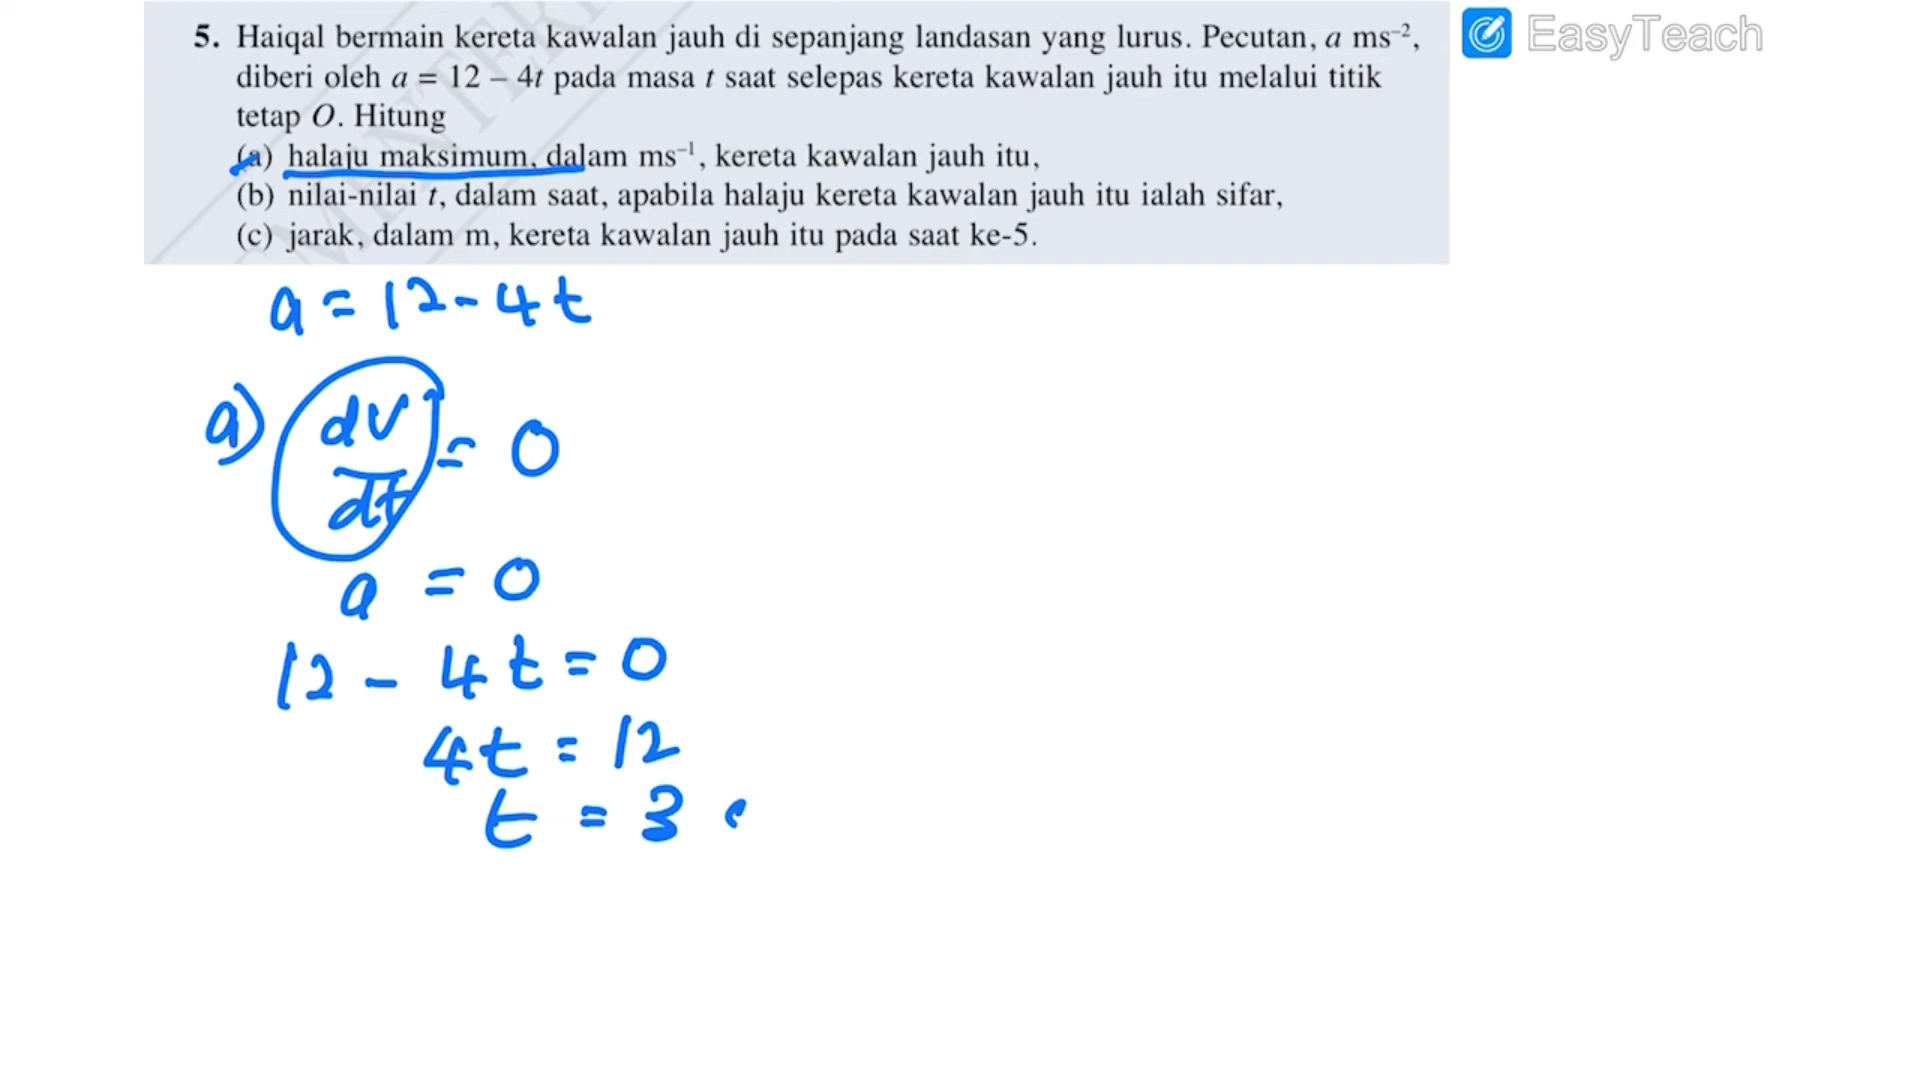 5. Haiqal bermain kereta kawalan jauh di sepanjang landasan yang lurus. Pecutan, a ms⁻²,
diberi oleh a = 12 – 4t pada masa t saat selepas kereta kawalan jauh itu melalui titik
tetap O. Hitung
(a) halaju maksimum, dalam ms⁻¹, kereta kawalan jauh itu,
(b) nilai-nilai t, dalam saat, apabila halaju kereta kawalan jauh itu ialah sifar,
(c) jarak, dalam m, kereta kawalan jauh itu pada saat ke-5.
EasyTeach
a = 12 - 4t
a) dv/dt = 0
a = 0
12 - 4t = 0
4t = 12
t = 3